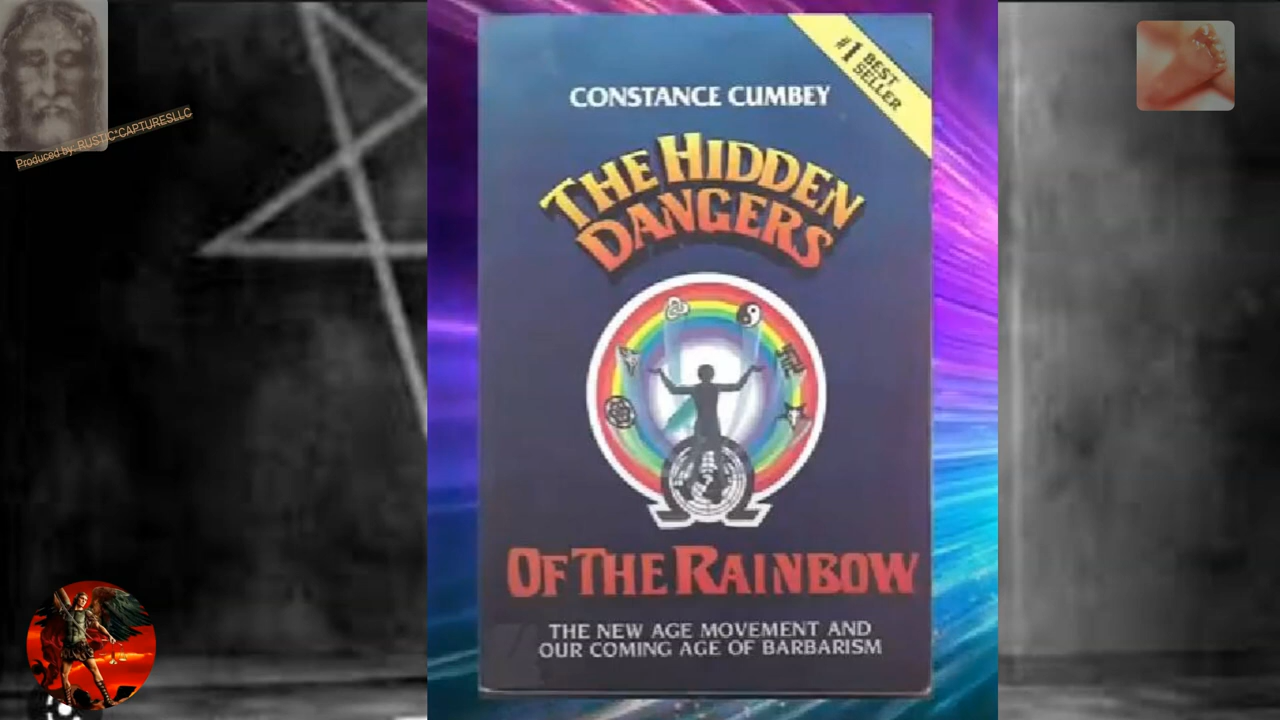 Produced by: RUSTIC*CAPTURESLLC
#1 BEST
SELLER
CONSTANCE CUMBEY
THE HIDDEN
DANGERS
OF THE RAINBOW
THE NEW AGE MOVEMENT AND
OUR COMING AGE OF BARBARISM